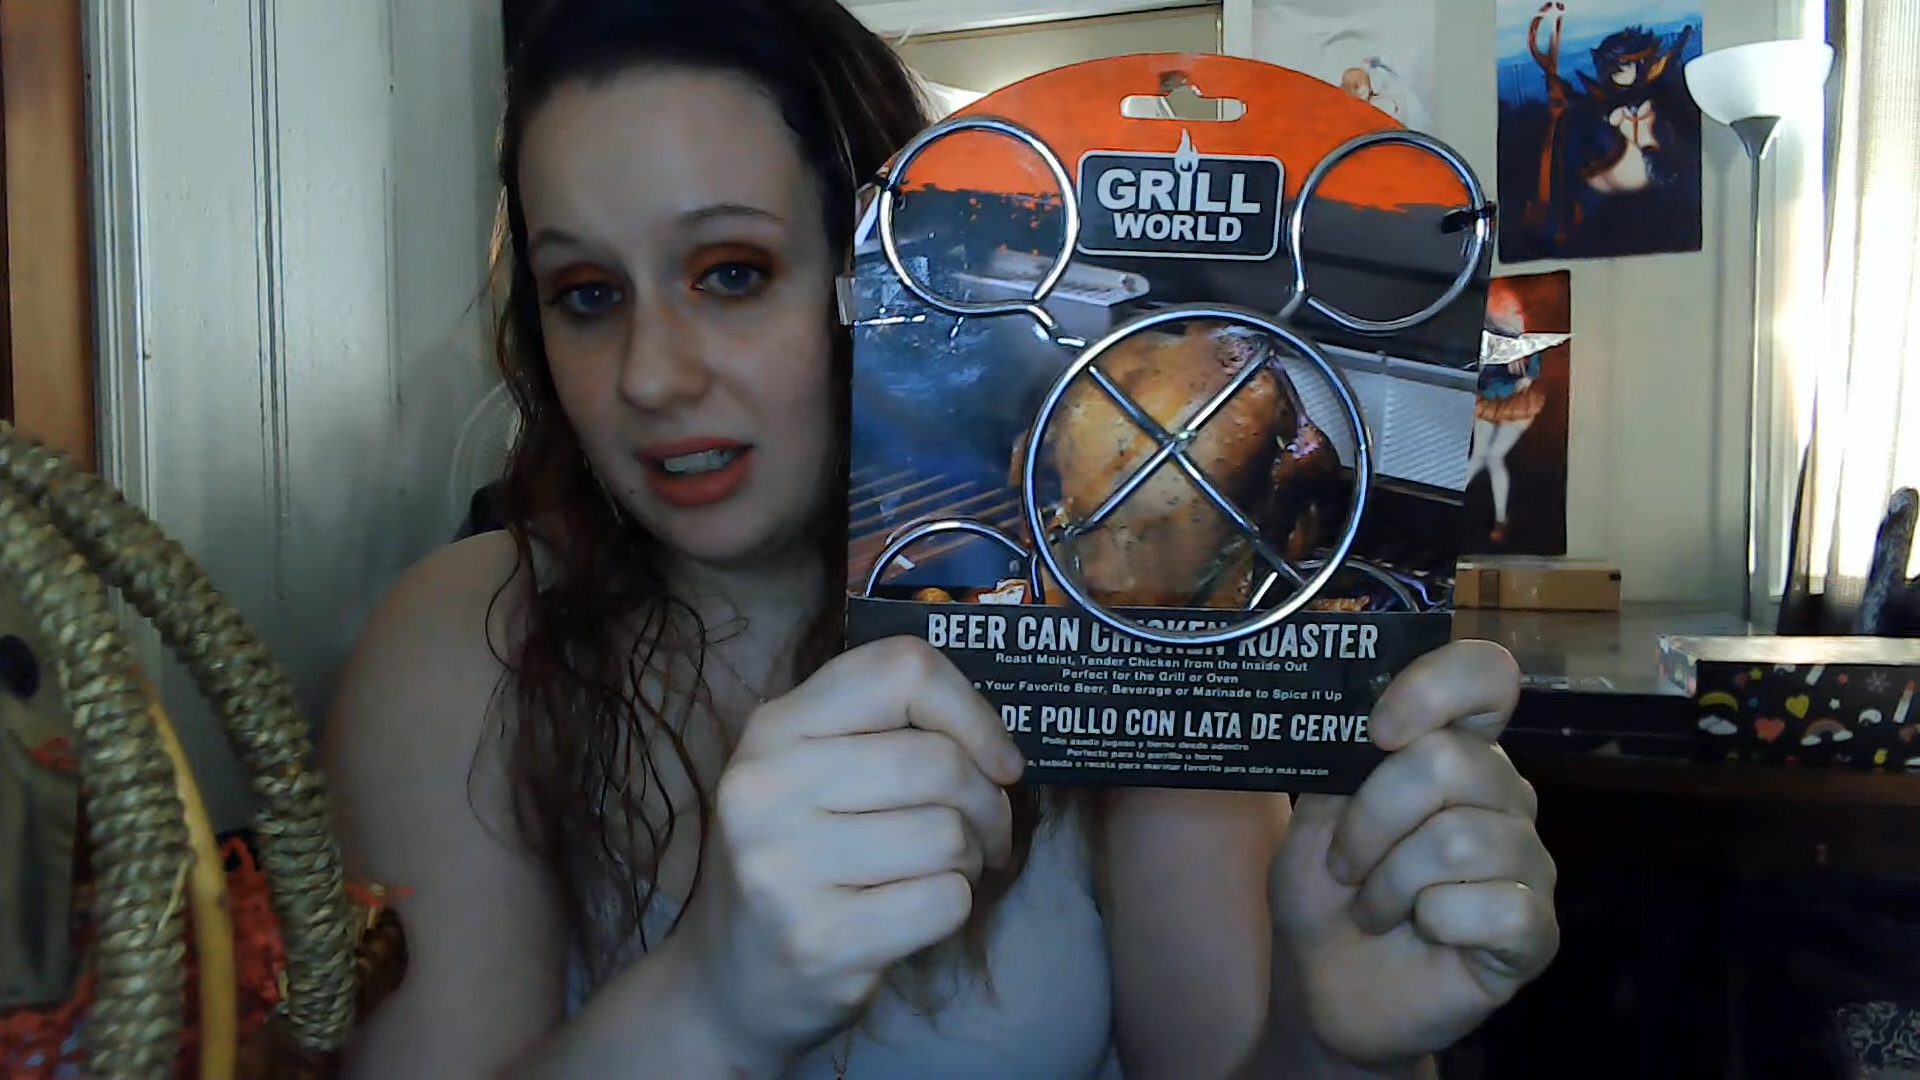 GRILL
WORLD
BEER CAN CHICKEN ROASTER
Roast Moist, Tender Chicken from the Inside Out
Perfect for the Grill or Oven
Your Favorite Beer, Beverage or Marinade to Spice it Up
DE POLLO CON LATA DE CERVE
Pollo asado jugoso y tierno desde adentro
Perfecto para la parrilla u horno
bebida o receta para marinar favorita para darle más sazón